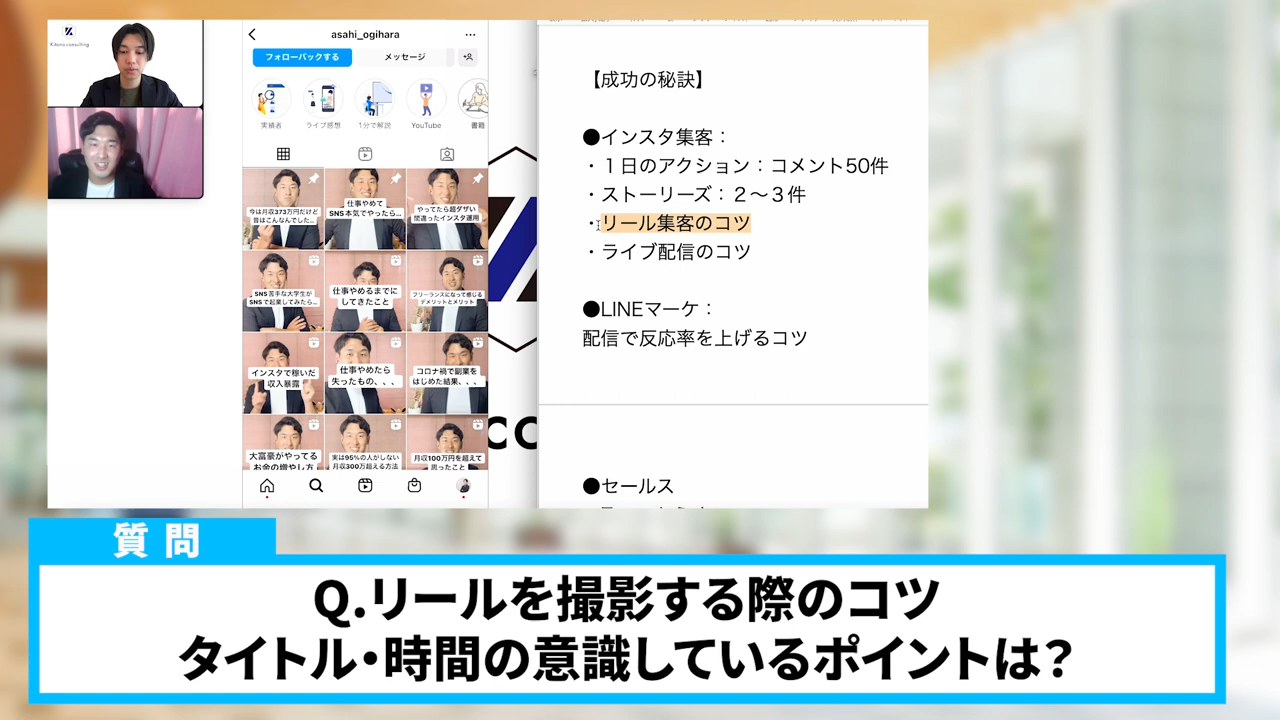 Kitano.consulting
asahi_ogihara
フォローバックする
メッセージ
実績者
ライブ感想
1分で解説
YouTube
書籍
今は月収373万円だけど
昔はこんなんでした…
仕事やめて
SNS本気でやったら…
やってたら超ダザい
間違ったインスタ運用
SNS苦手な大学生が
SNSで起業してみたら…
仕事やめるまでに
してきたこと
フリーランスになって感じる
デメリットとメリット
インスタで稼いだ
収入暴露
仕事やめたら
失ったもの、、、
コロナ禍で副業を
はじめた結果、、、
大富豪がやってる
お金の増やし方
実は95%の人がしない
月収300万超える方法
月収100万円を超えて
思ったこと
【成功の秘訣】
●インスタ集客：
・１日のアクション：コメント50件
・ストーリーズ：２〜３件
・リール集客のコツ
・ライブ配信のコツ
●LINEマーケ：
配信で反応率を上げるコツ
●セールス
質問
Q.リールを撮影する際のコツ
タイトル・時間の意識しているポイントは？